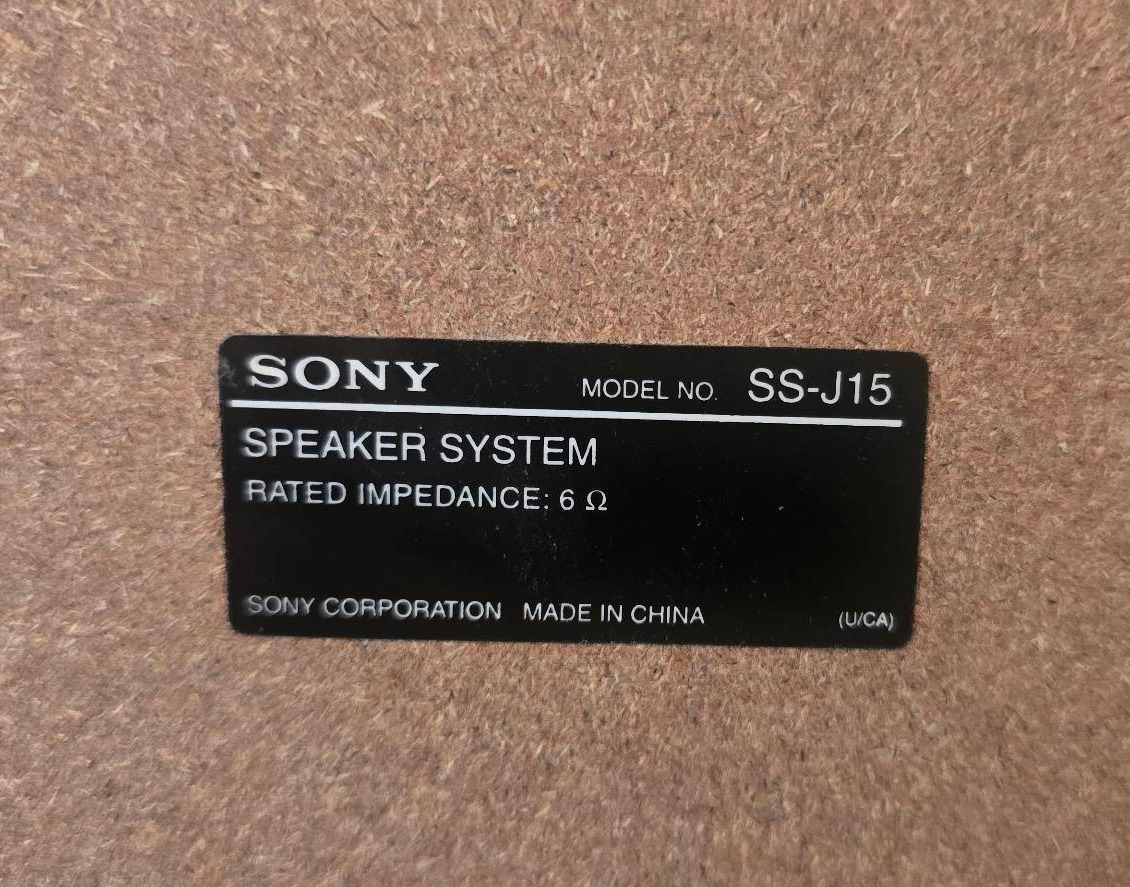 SONY MODEL NO. SS-J15
SPEAKER SYSTEM
RATED IMPEDANCE: 6 Ω
SONY CORPORATION MADE IN CHINA (U/CA)